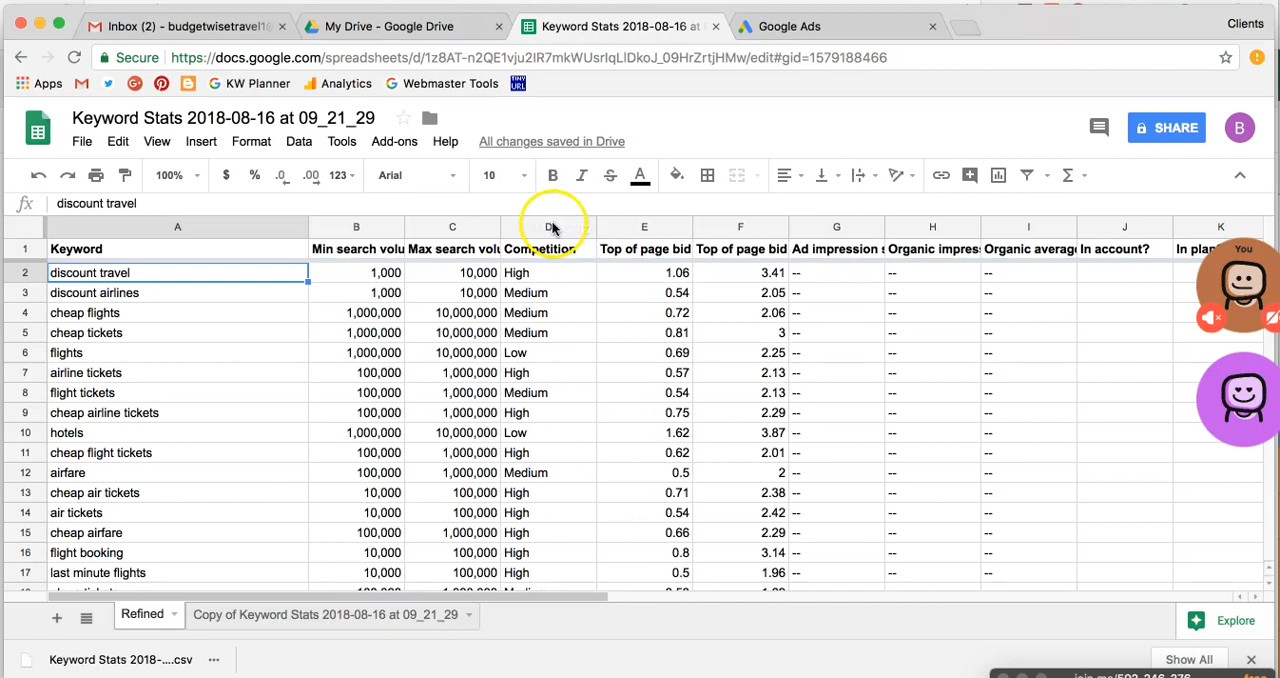 Inbox (2) - budgetwisetravel1@ My Drive - Google Drive Keyword Stats 2018-08-16 at Google Ads Clients
Secure https://docs.google.com/spreadsheets/d/1z8AT-n2QE1vju2IR7mkWUsrIqLlDkoJ_09HrZrtjHMw/edit#gid=1579188466
Apps KW Planner Analytics Webmaster Tools TINY URL
Keyword Stats 2018-08-16 at 09_21_29
SHARE B
File Edit View Insert Format Data Tools Add-ons Help All changes saved in Drive
100% $ % .0 .00 123 Arial 10 B I S A Σ
fx discount travel
A B C D E F G H I J K
1 Keyword Min search volu Max search volu Competition Top of page bid Top of page bid Ad impression s Organic impres Organic average In account? In plan You
2 discount travel 1,000 10,000 High 1.06 3.41 -- -- --
3 discount airlines 1,000 10,000 Medium 0.54 2.05 -- -- --
4 cheap flights 1,000,000 10,000,000 Medium 0.72 2.06 -- -- --
5 cheap tickets 1,000,000 10,000,000 Medium 0.81 3 -- -- --
6 flights 1,000,000 10,000,000 Low 0.69 2.25 -- -- --
7 airline tickets 100,000 1,000,000 High 0.57 2.13 -- -- --
8 flight tickets 100,000 1,000,000 Medium 0.54 2.13 -- -- --
9 cheap airline tickets 100,000 1,000,000 High 0.75 2.29 -- -- --
10 hotels 1,000,000 10,000,000 Low 1.62 3.87 -- -- --
11 cheap flight tickets 100,000 1,000,000 High 0.62 2.01 -- -- --
12 airfare 100,000 1,000,000 Medium 0.5 2 -- -- --
13 cheap air tickets 10,000 100,000 High 0.71 2.38 -- -- --
14 air tickets 10,000 100,000 High 0.54 2.42 -- -- --
15 cheap airfare 100,000 1,000,000 High 0.66 2.29 -- -- --
16 flight booking 10,000 100,000 High 0.8 3.14 -- -- --
17 last minute flights 10,000 100,000 High 0.5 1.96 -- -- --
Refined Copy of Keyword Stats 2018-08-16 at 09_21_29 Explore
Keyword Stats 2018-....csv Show All